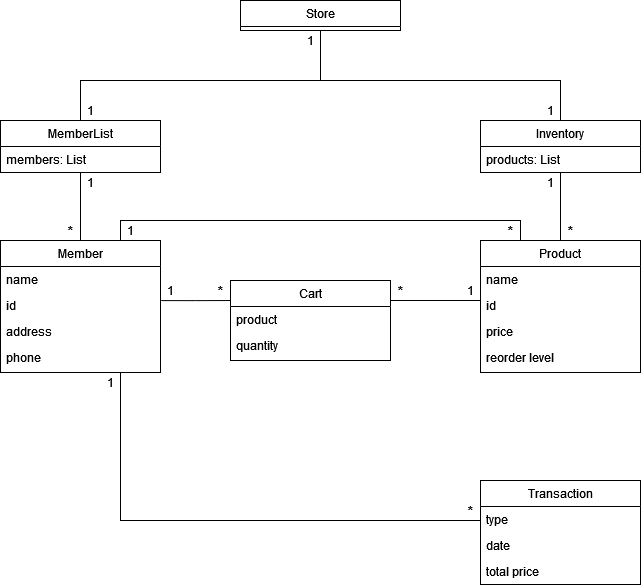 Store
1
1
1
MemberList
Inventory
members: List
products: List
1
1
*
1
*
*
Member
Product
name
name
id
1
*
Cart
*
1
id
product
address
price
quantity
phone
reorder level
1
Transaction
*
type
date
total price